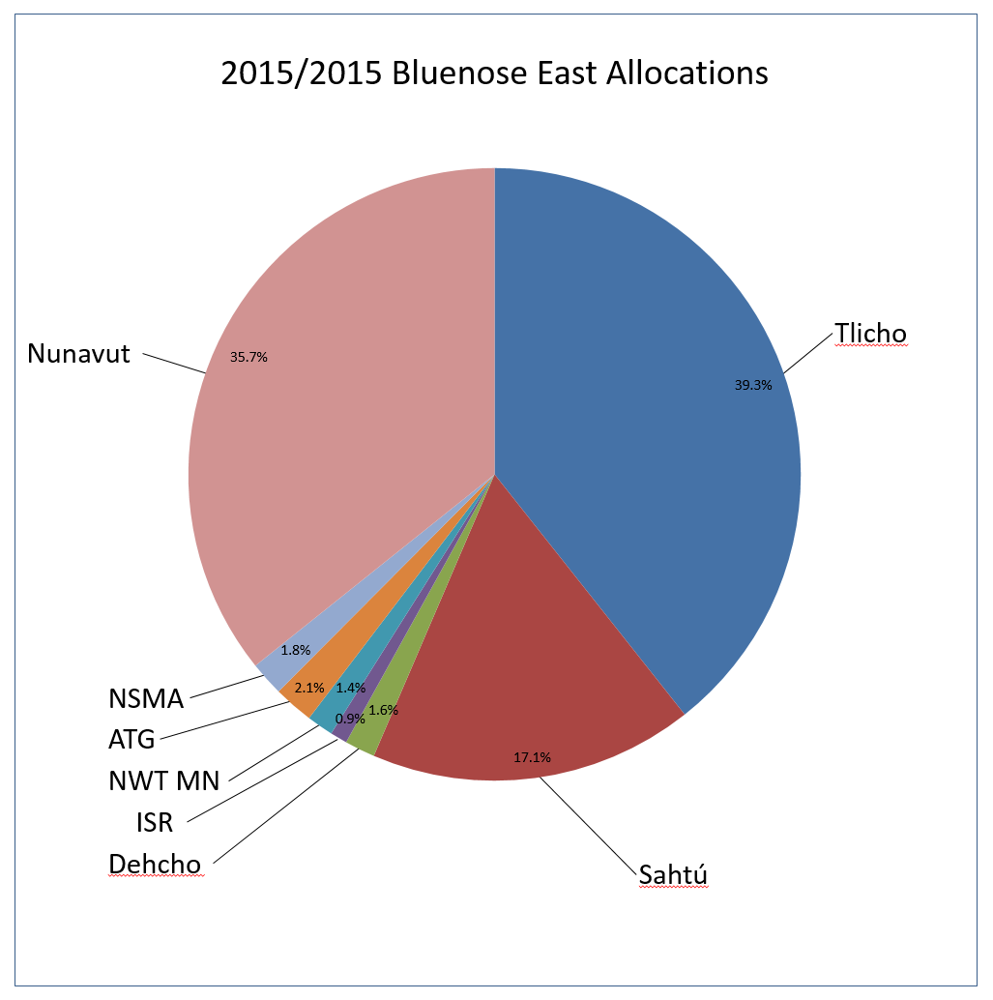 2015/2015 Bluenose East Allocations
Tlicho
Nunavut
35.7%
39.3%
1.8%
2.1%
1.4%
NSMA
1.6%
0.9%
ATG
17.1%
NWT MN
ISR
Dehcho
Sahtú